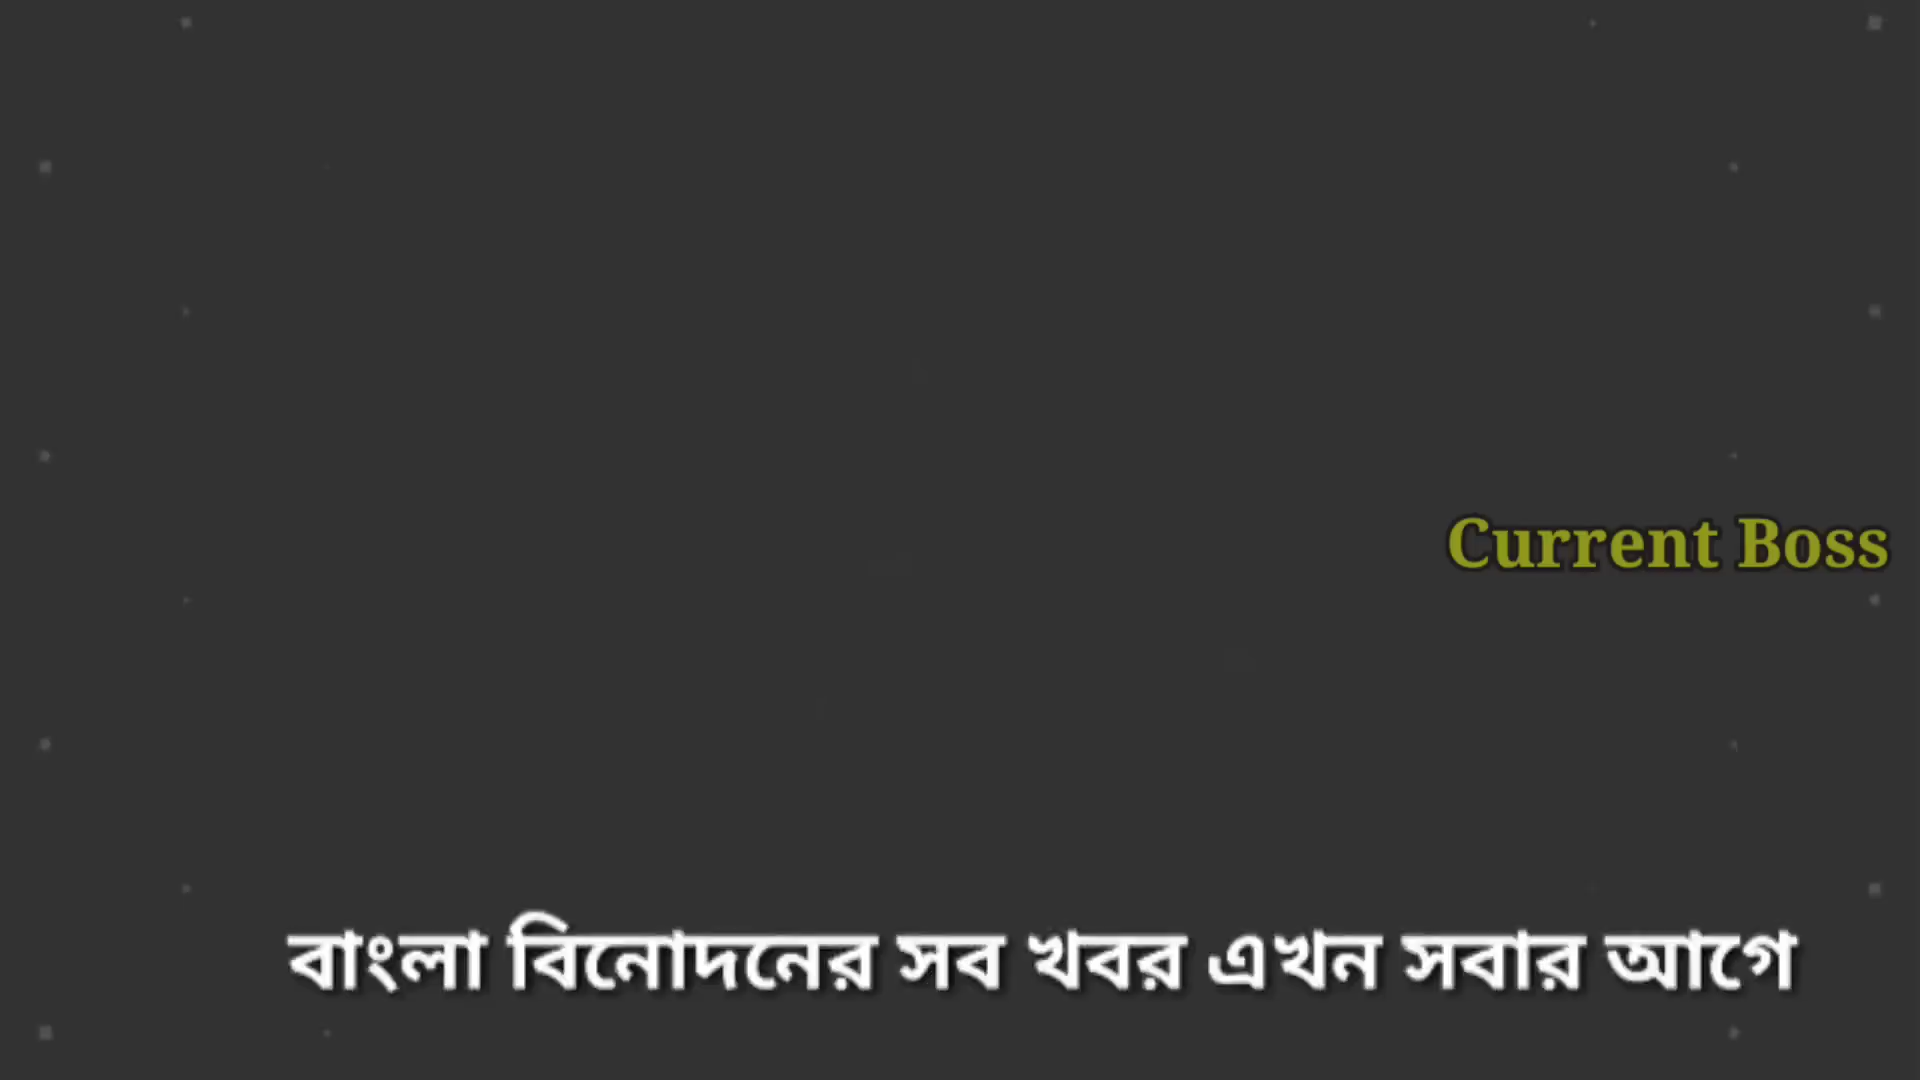 Current Boss
বাংলা বিনোদনের সব খবর এখন সবার আগে